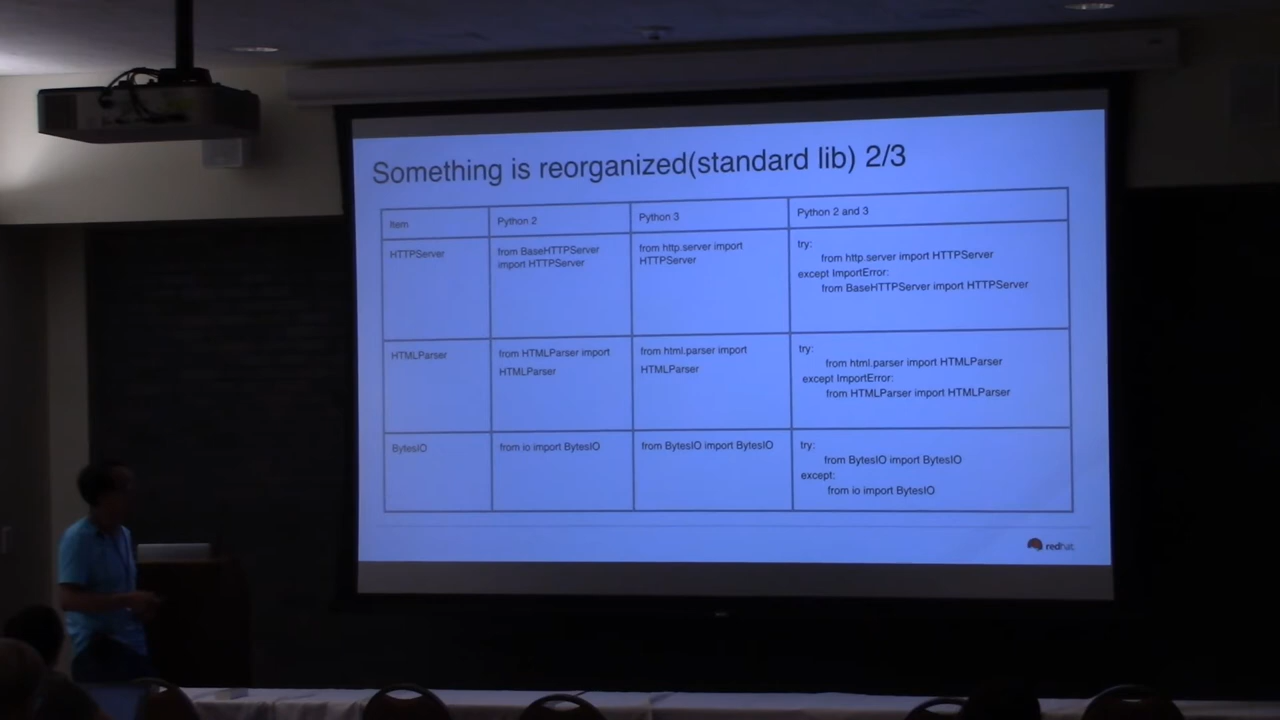 Something is reorganized(standard lib) 2/3
Item
Python 2
Python 3
Python 2 and 3
HTTPServer
from BaseHTTPServer
import HTTPServer
from http.server import
HTTPServer
try:
from http.server import HTTPServer
except ImportError:
from BaseHTTPServer import HTTPServer
HTMLParser
from HTMLParser import
HTMLParser
from html.parser import
HTMLParser
try:
from html.parser import HTMLParser
except ImportError:
from HTMLParser import HTMLParser
BytesIO
from io import BytesIO
from BytesIO import BytesIO
try:
from BytesIO import BytesIO
except:
from io import BytesIO
redhat